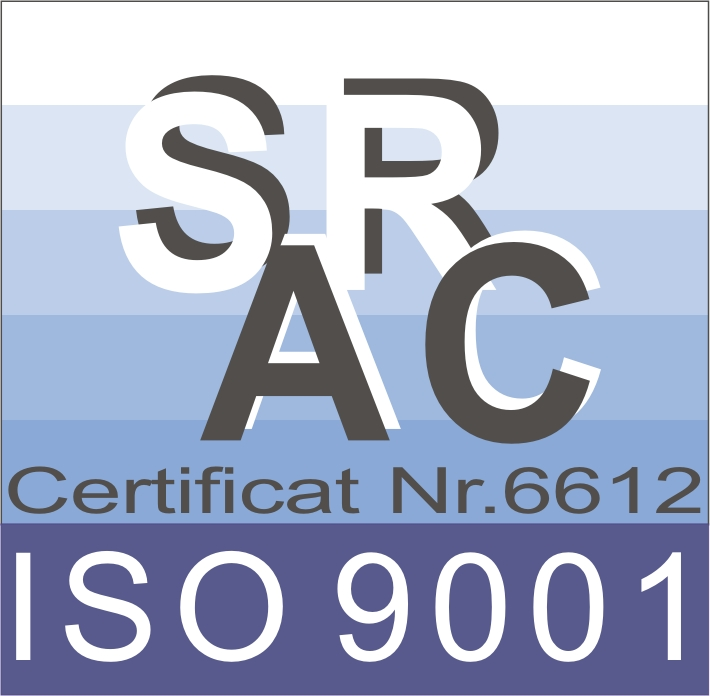 SR
AC
Certificat Nr.6612
ISO 9001